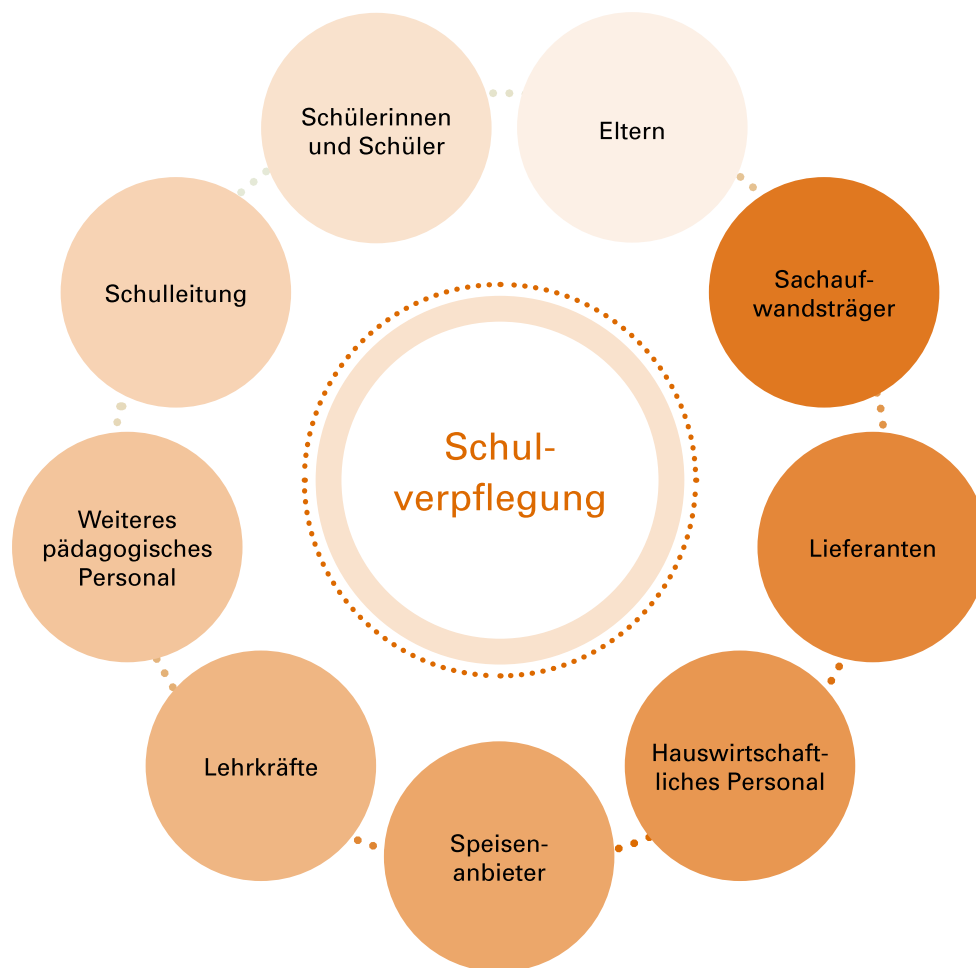 Schülerinnen
und Schüler
Eltern
Sachauf-
wandsträger
Lieferanten
Hauswirtschaft-
liches Personal
Speisen-
anbieter
Lehrkräfte
Weiteres
pädagogisches
Personal
Schulleitung
Schul-
verpflegung